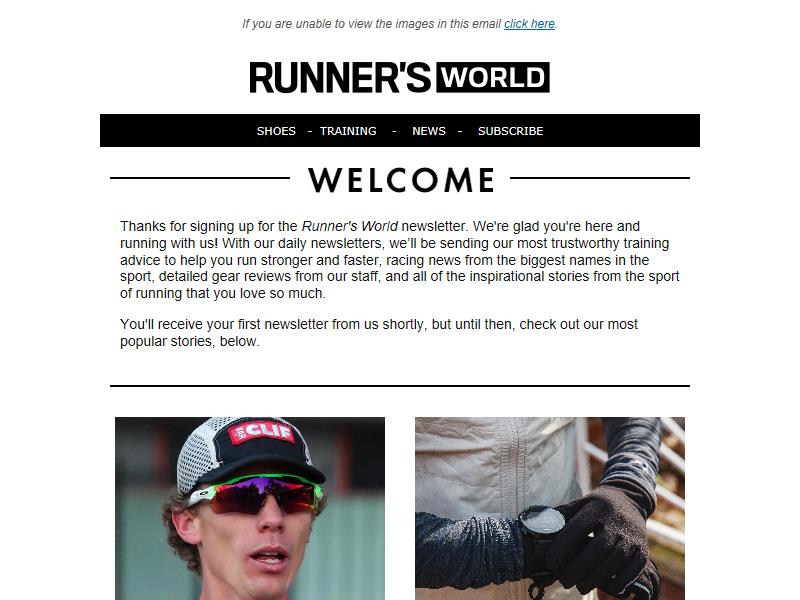 If you are unable to view the images in this email click here.
RUNNER'S WORLD
SHOES - TRAINING - NEWS - SUBSCRIBE
WELCOME
Thanks for signing up for the Runner's World newsletter. We're glad you're here and
running with us! With our daily newsletters, we'll be sending our most trustworthy training
advice to help you run stronger and faster, racing news from the biggest names in the
sport, detailed gear reviews from our staff, and all of the inspirational stories from the sport
of running that you love so much.
You'll receive your first newsletter from us shortly, but until then, check out our most
popular stories, below.
CLIF
BAR